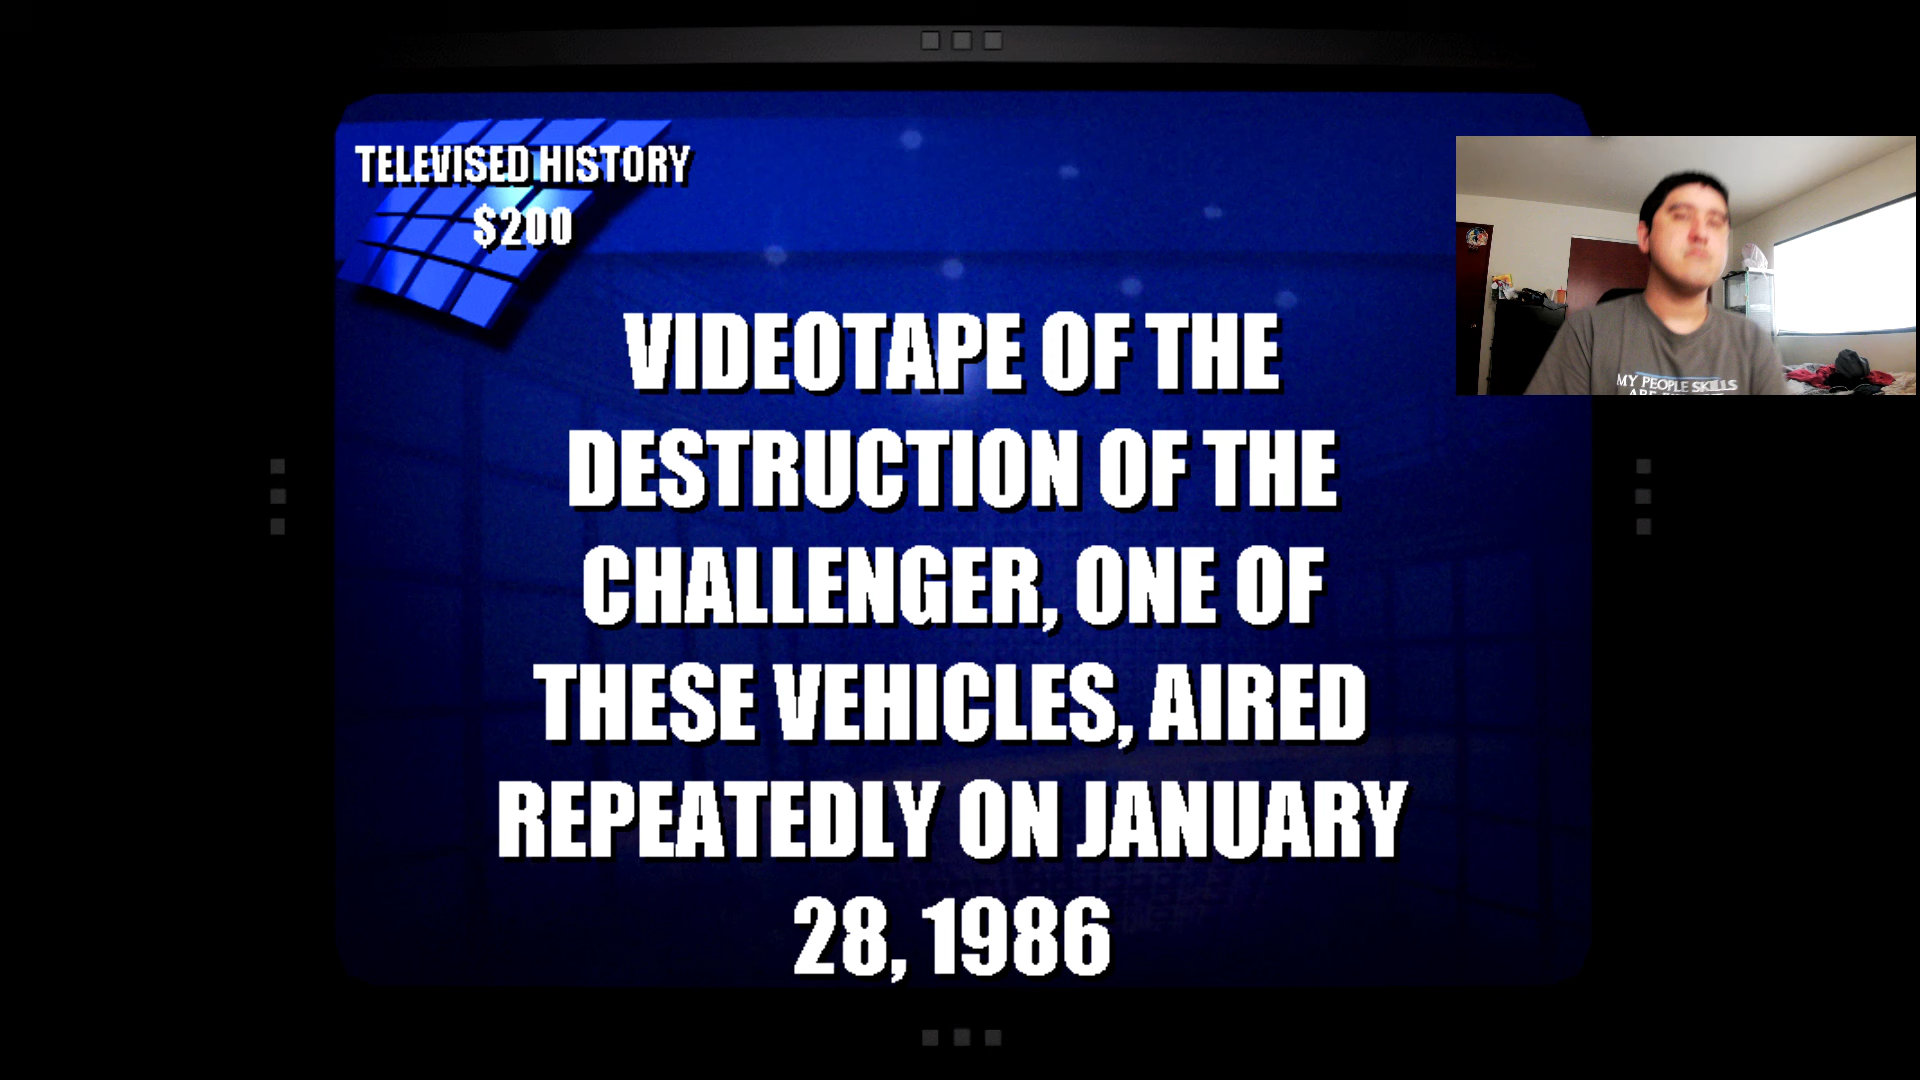 TELEVISED HISTORY
$200
VIDEOTAPE OF THE
DESTRUCTION OF THE
CHALLENGER, ONE OF
THESE VEHICLES, AIRED
REPEATEDLY ON JANUARY
28, 1986
MY PEOPLE SKILLS